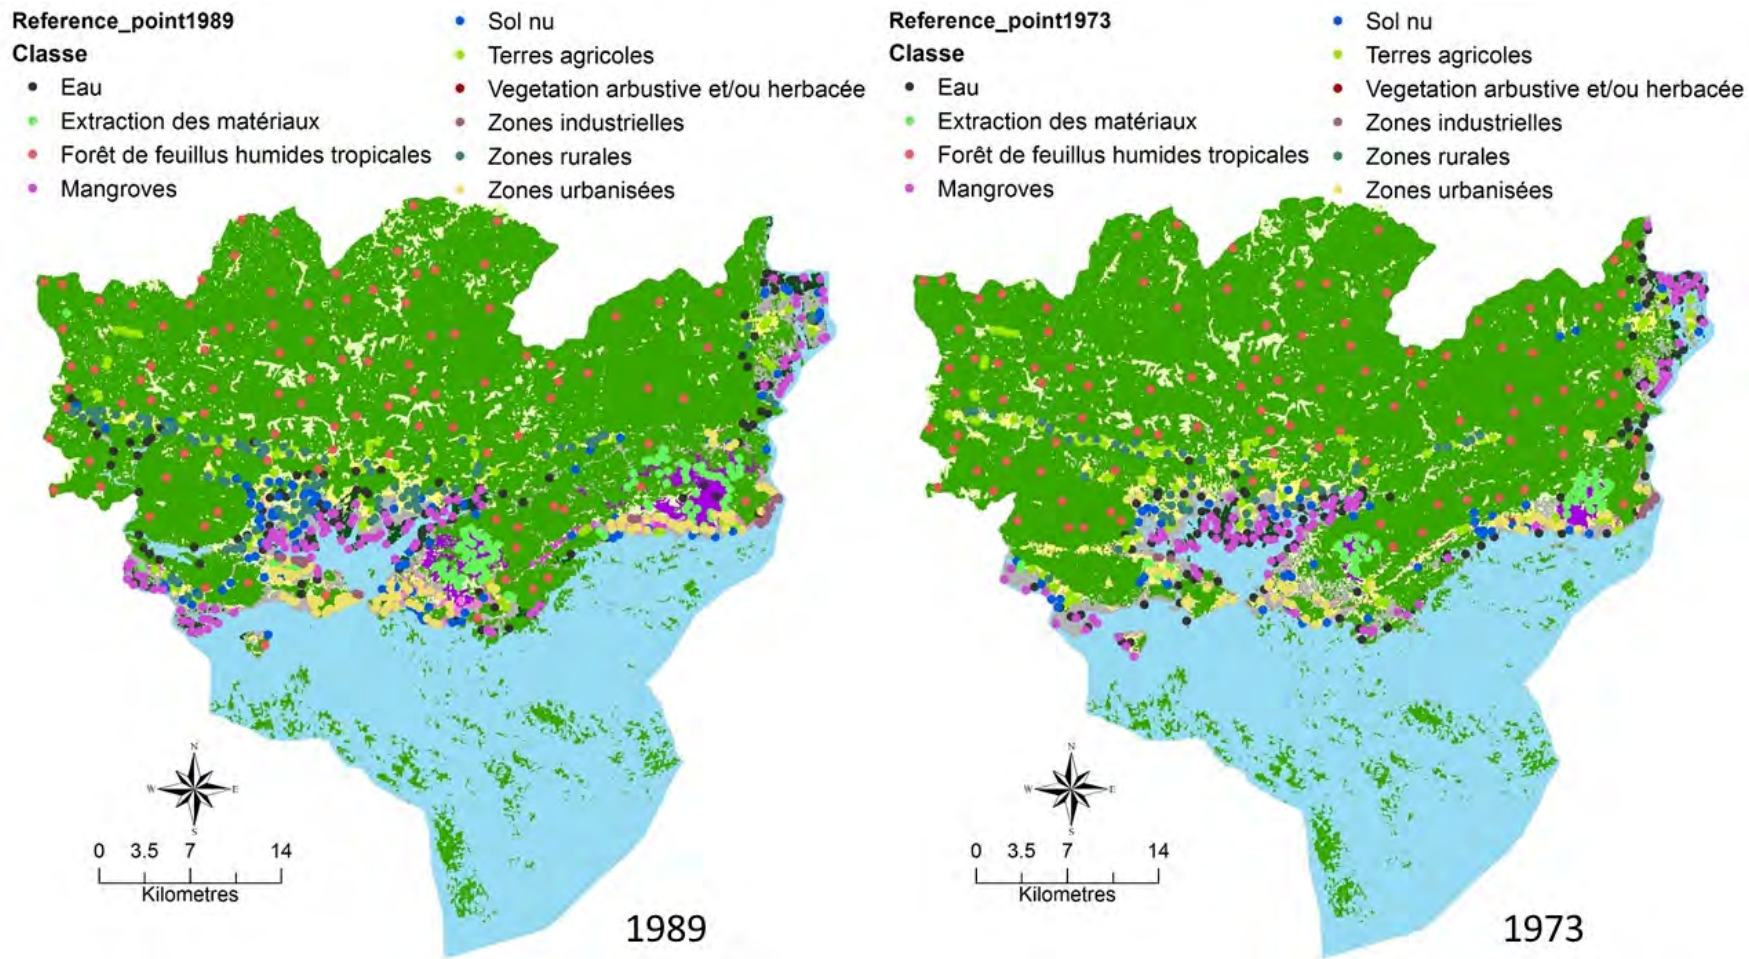 Reference_point1989
Classe
Eau
Extraction des matériaux
Forêt de feuillus humides tropicales
Mangroves
Sol nu
Terres agricoles
Vegetation arbustive et/ou herbacée
Zones industrielles
Zones rurales
Zones urbanisées
N
W E
S
0 3.5 7 14
Kilometres
1989
Reference_point1973
Classe
Eau
Extraction des matériaux
Forêt de feuillus humides tropicales
Mangroves
Sol nu
Terres agricoles
Vegetation arbustive et/ou herbacée
Zones industrielles
Zones rurales
Zones urbanisées
N
W E
S
0 3.5 7 14
Kilometres
1973